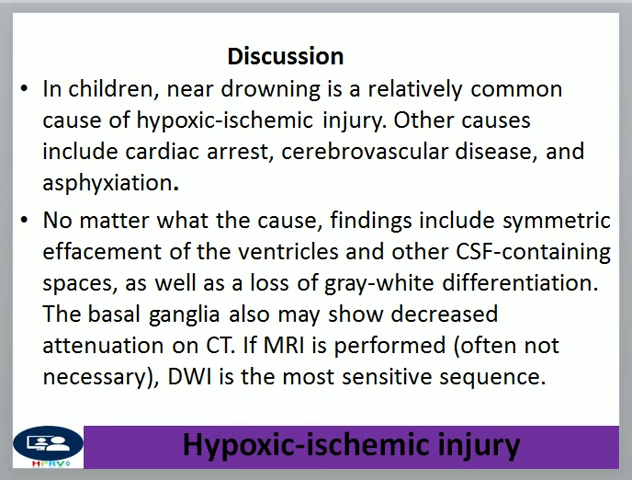 Discussion
• In children, near drowning is a relatively common
cause of hypoxic-ischemic injury. Other causes
include cardiac arrest, cerebrovascular disease, and
asphyxiation.
• No matter what the cause, findings include symmetric
effacement of the ventricles and other CSF-containing
spaces, as well as a loss of gray-white differentiation.
The basal ganglia also may show decreased
attenuation on CT. If MRI is performed (often not
necessary), DWI is the most sensitive sequence.
Hypoxic-ischemic injury